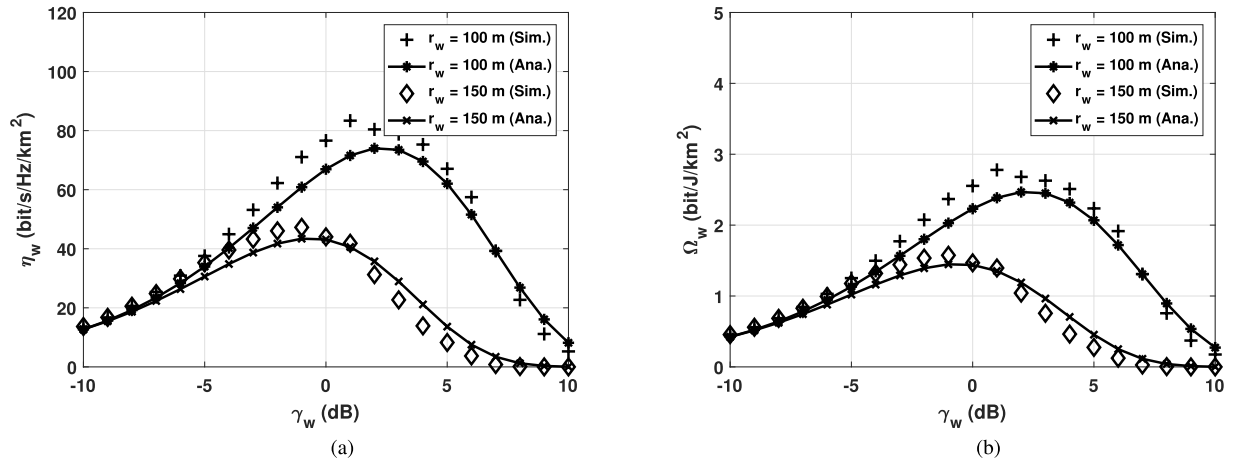 120
100
80
60
40
20
0
-10 -5 0 5 10
η_w (bit/s/Hz/km²)
γ_w (dB)
r_w = 100 m (Sim.)
r_w = 100 m (Ana.)
r_w = 150 m (Sim.)
r_w = 150 m (Ana.)
(a)
5
4
3
2
1
0
-10 -5 0 5 10
Ω_w (bit/J/km²)
γ_w (dB)
r_w = 100 m (Sim.)
r_w = 100 m (Ana.)
r_w = 150 m (Sim.)
r_w = 150 m (Ana.)
(b)